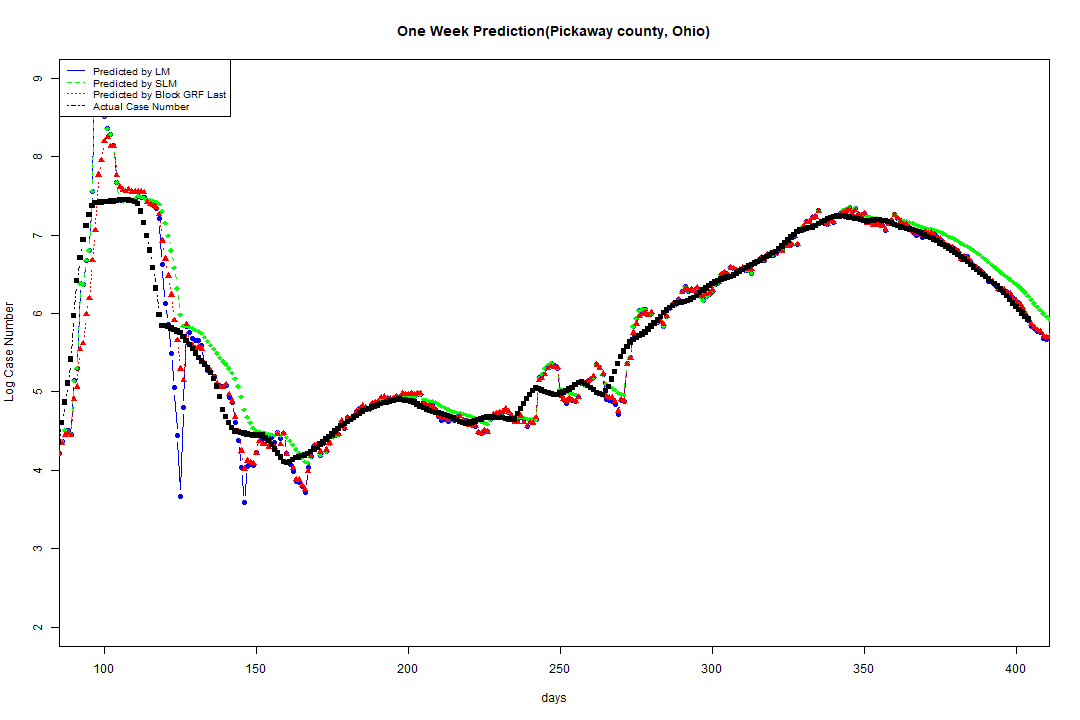 One Week Prediction(Pickaway county, Ohio)
Predicted by LM
Predicted by SLM
Predicted by Block GRF Last
Actual Case Number
9
8
7
6
5
4
3
2
Log Case Number
100 150 200 250 300 350 400
days